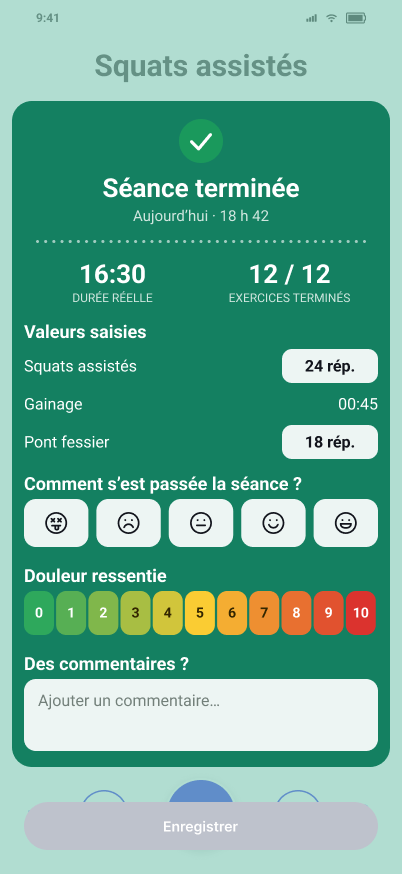 9:41
Squats assistés
Séance terminée
Aujourd’hui · 18 h 42
16:30
DURÉE RÉELLE
12 / 12
EXERCICES TERMINÉS
Valeurs saisies
Squats assistés 24 rép.
Gainage 00:45
Pont fessier 18 rép.
Comment s’est passée la séance ?
Douleur ressentie
0 1 2 3 4 5 6 7 8 9 10
Des commentaires ?
Ajouter un commentaire…
Enregistrer